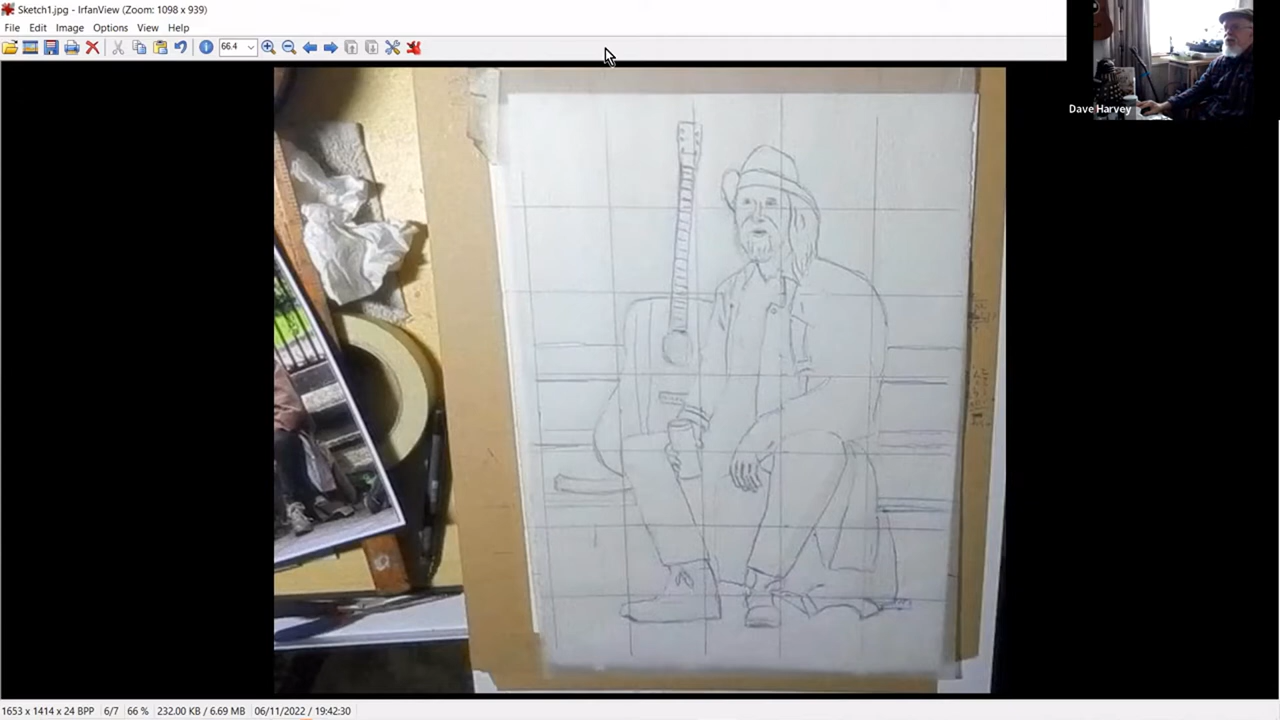 Sketch1.jpg - IrfanView (Zoom: 1098 x 939)
File Edit Image Options View Help
66.4
Dave Harvey
1653 x 1414 x 24 BPP 6/7 66 % 232.00 KB / 6.69 MB 06/11/2022 / 19:42:30